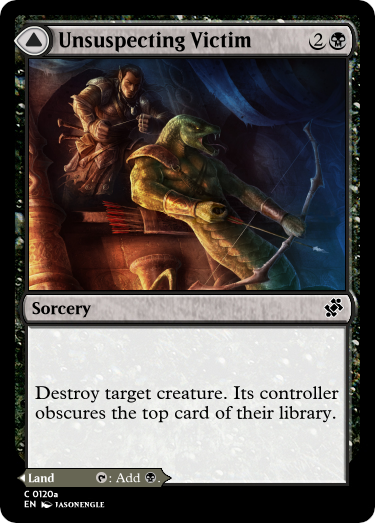 Unsuspecting Victim 2
Sorcery
Destroy target creature. Its controller
obscures the top card of their library.
Land : Add .
C 0120a
EN JASONENGLE